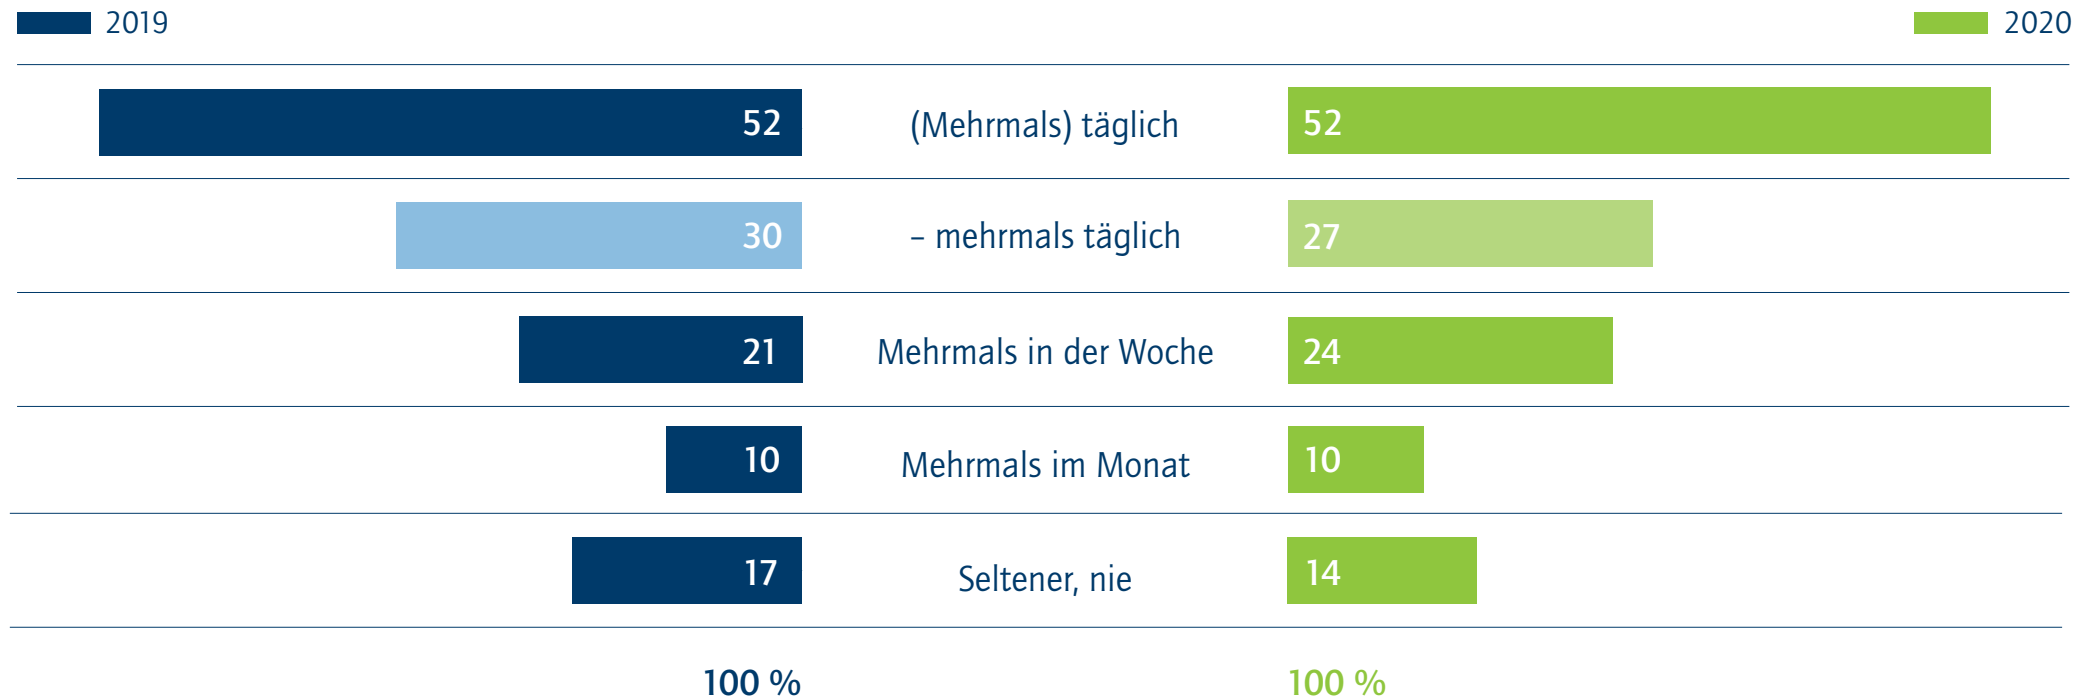 2019 2020
52 (Mehrmals) täglich 52
30 – mehrmals täglich 27
21 Mehrmals in der Woche 24
10 Mehrmals im Monat 10
17 Seltener, nie 14
100 % 100 %